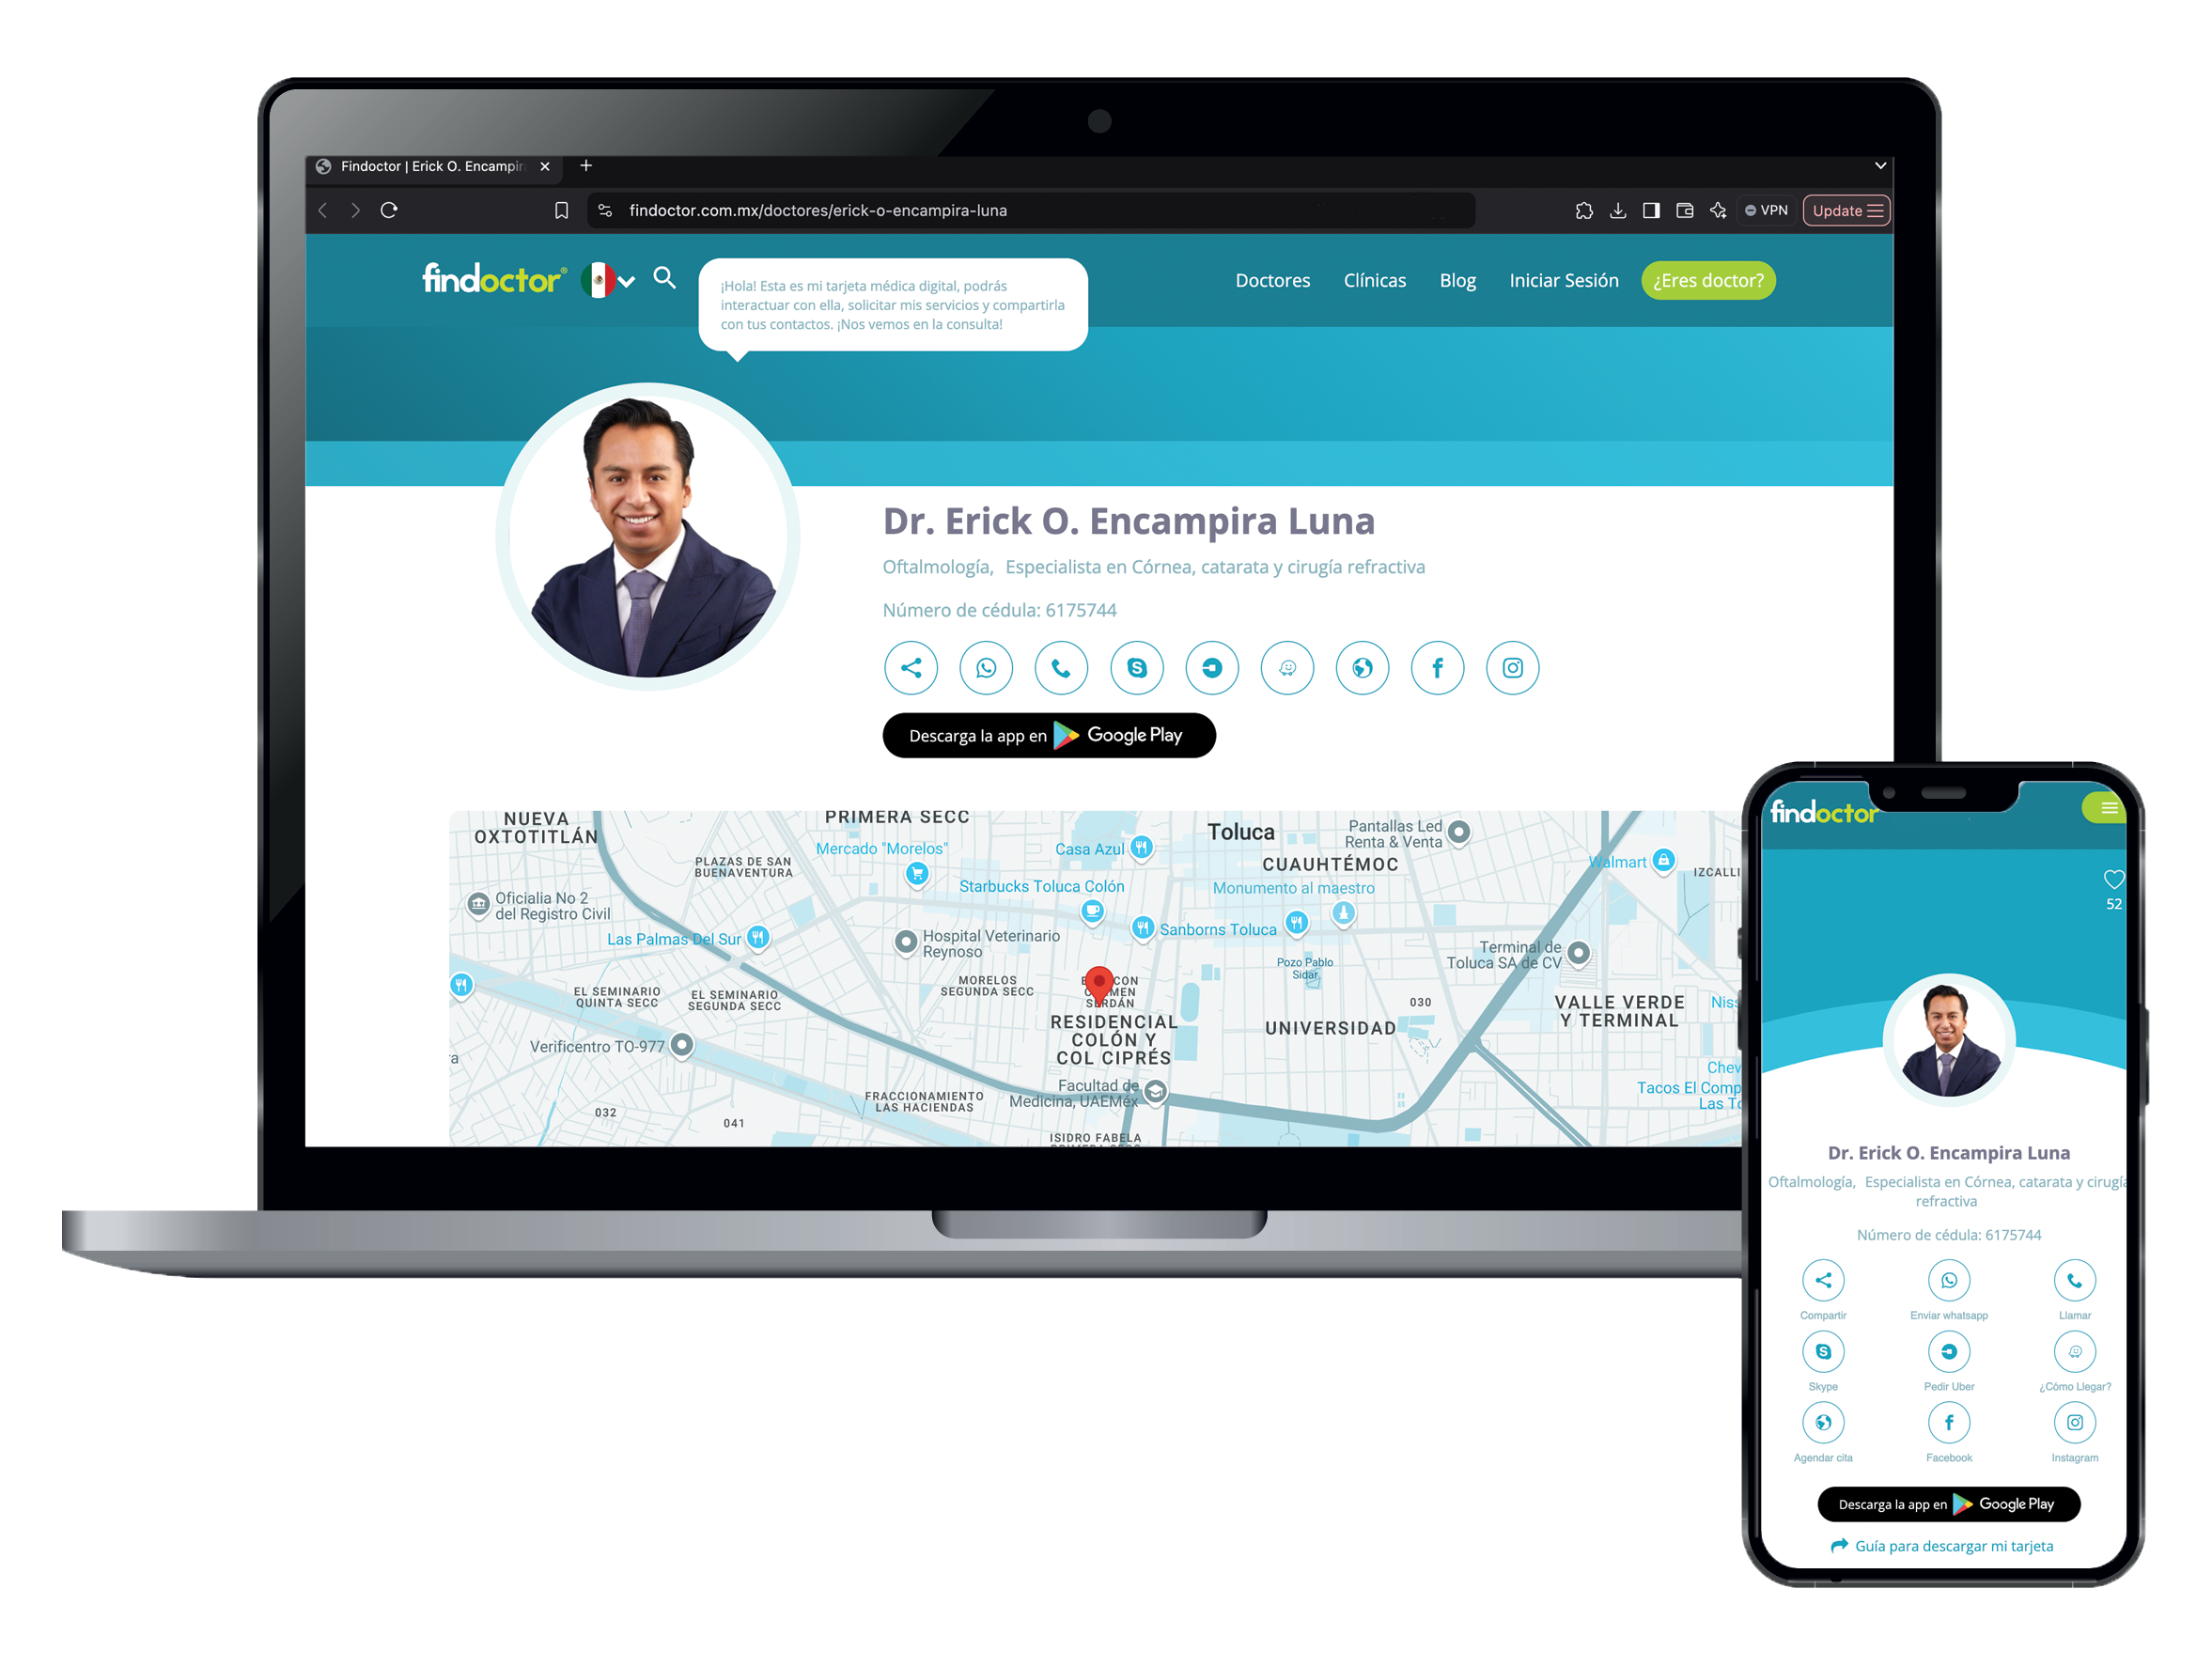 Findoctor | Erick O. Encampir
findoctor.com.mx/doctores/erick-o-encampira-luna
VPN
Update
findoctor®
¡Hola! Esta es mi tarjeta médica digital, podrás
interactuar con ella, solicitar mis servicios y compartirla
con tus contactos. ¡Nos vemos en la consulta!
Doctores
Clínicas
Blog
Iniciar Sesión
¿Eres doctor?
Dr. Erick O. Encampira Luna
Oftalmología, Especialista en Córnea, catarata y cirugía refractiva
Número de cédula: 6175744
Descarga la app en Google Play
NUEVA
OXTOTITLÁN
PRIMERA SECC
Mercado "Morelos"
PLAZAS DE SAN
BUENAVENTURA
Casa Azul
Toluca
CUAUHTÉMOC
Pantallas Led
Renta & Venta
Walmart
IZCALLI
Starbucks Toluca Colón
Monumento al maestro
Oficialia No 2
del Registro Civil
Las Palmas Del Sur
Hospital Veterinario
Reynoso
Sanborns Toluca
Terminal de
Toluca SA de CV
Pozo Pablo
Sidar
MORELOS
SEGUNDA SECC
EL SEMINARIO
QUINTA SECC
EL SEMINARIO
SEGUNDA SECC
SERDÁN
RESIDENCIAL
COLÓN Y
COL CIPRÉS
UNIVERSIDAD
030
VALLE VERDE
Y TERMINAL
Niss
Verificentro TO-977
ra
Facultad de
Medicina, UAEMéx
FRACCIONAMIENTO
LAS HACIENDAS
Chev
Tacos El Comp
Las To
032
041
ISIDRO FABELA
findoctor
52
Dr. Erick O. Encampira Luna
Oftalmología, Especialista en Córnea, catarata y cirugía
refractiva
Número de cédula: 6175744
Compartir
Enviar whatsapp
Llamar
Skype
Pedir Uber
¿Cómo Llegar?
Agendar cita
Facebook
Instagram
Descarga la app en Google Play
Guía para descargar mi tarjeta